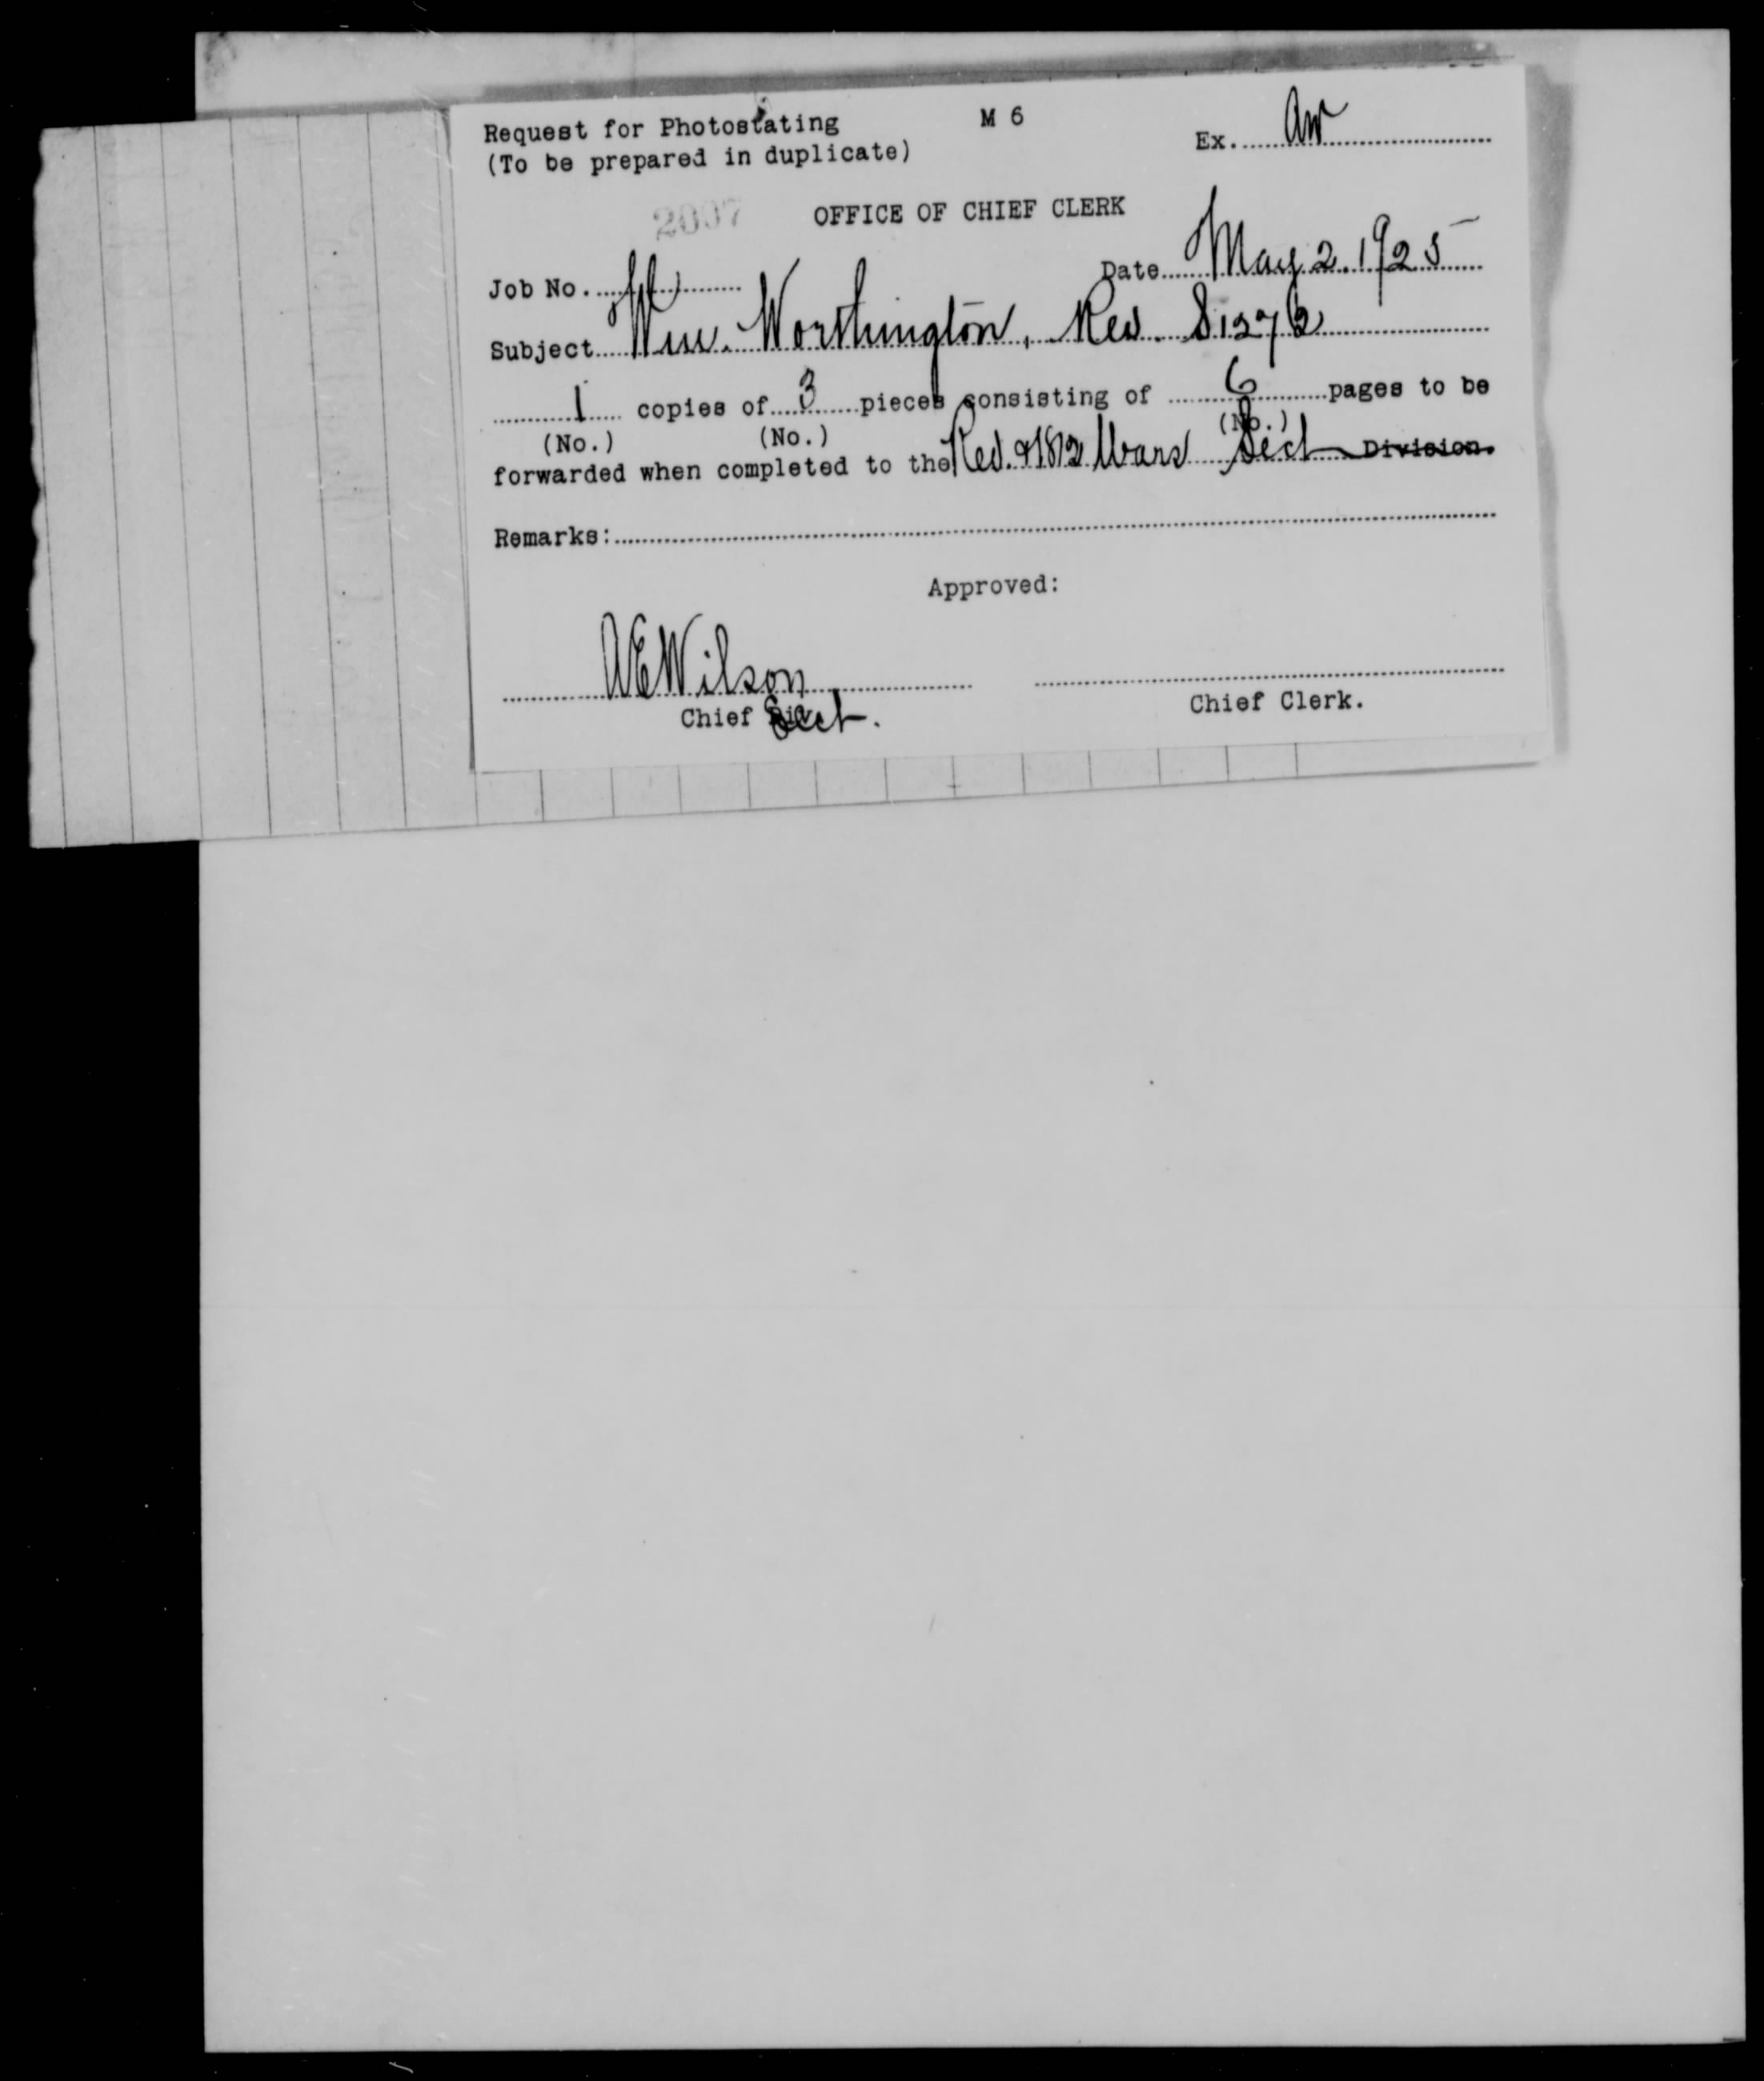 Request for Photostating M 6 Ex. AW
(To be prepared in duplicate)
2007 OFFICE OF CHIEF CLERK
Job No. Date May 2. 1925
Subject Wm. Worthington, Rev. S
1 copies of 3 pieces consisting of 6 pages to be
(No.) (No.) (No.)
forwarded when completed to the Rev. & 1812 Wars Sect Division.
Remarks:
Approved:
A E Wilson
Chief Sect. Chief Clerk.